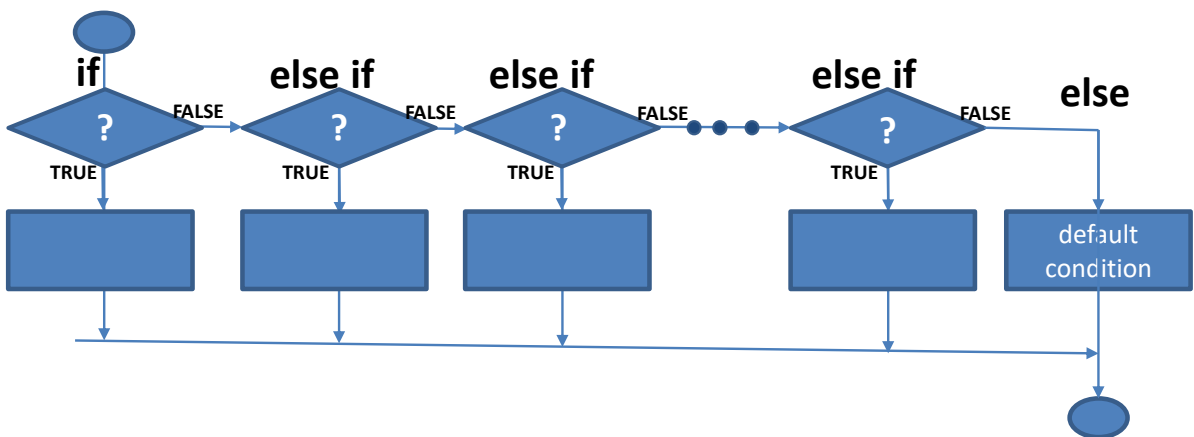 if
else if
else if
else if
else
?
FALSE
?
FALSE
?
FALSE
?
FALSE
TRUE
TRUE
TRUE
TRUE
default
condition